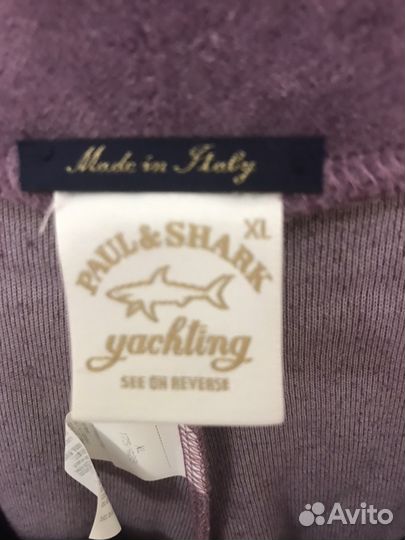 Made in Italy
XL
PAUL & SHARK
yachting
SEE ON REVERSE
Avito